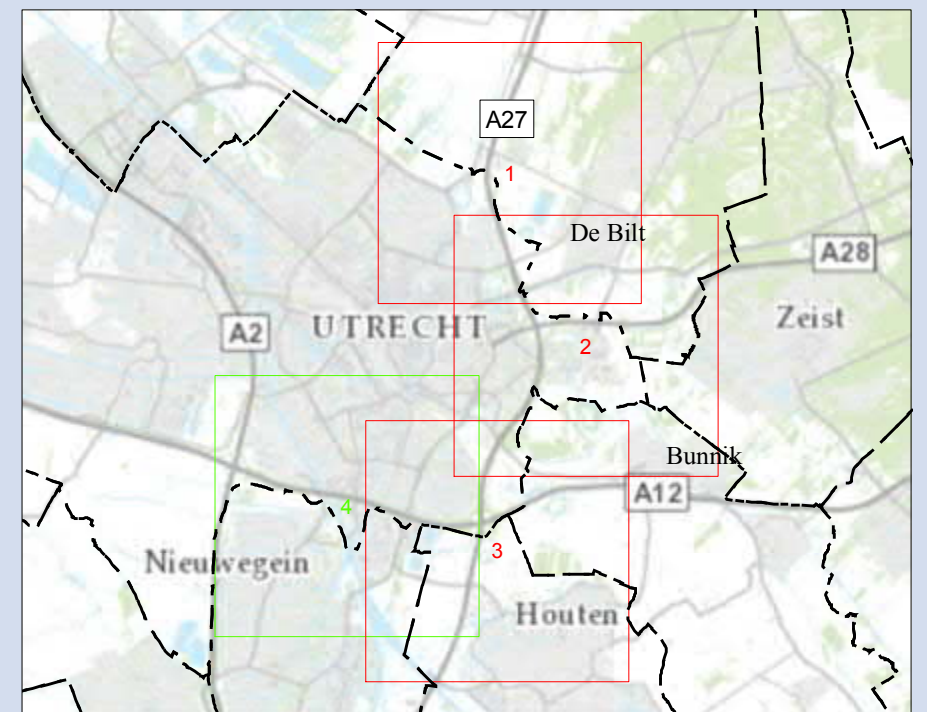 A27
1
De Bilt
A28
Zeist
UTRECHT
A2
2
Bunnik
A12
4
3
Nieuwegein
Houten